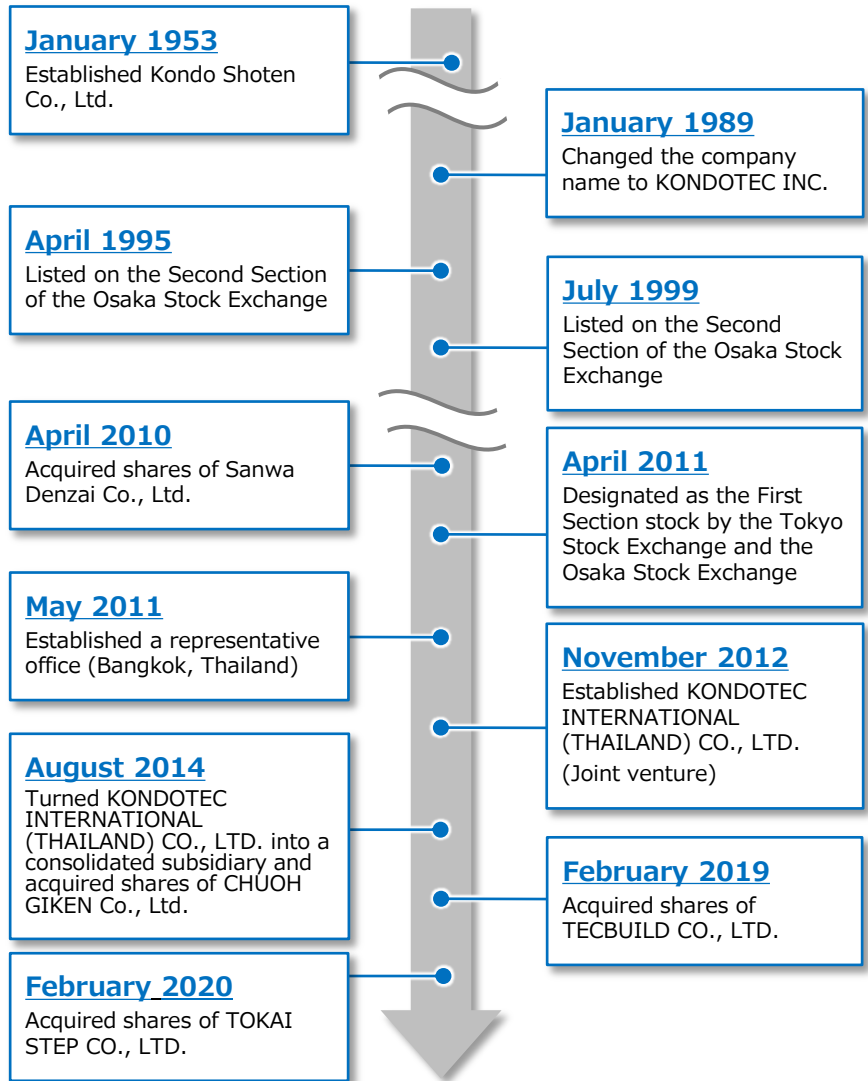 January 1953
Established Kondo Shoten
Co., Ltd.
January 1989
Changed the company
name to KONDOTEC INC.
April 1995
Listed on the Second Section
of the Osaka Stock Exchange
July 1999
Listed on the Second
Section of the Osaka Stock
Exchange
April 2010
Acquired shares of Sanwa
Denzai Co., Ltd.
April 2011
Designated as the First
Section stock by the Tokyo
Stock Exchange and the
Osaka Stock Exchange
May 2011
Established a representative
office (Bangkok, Thailand)
November 2012
Established KONDOTEC
INTERNATIONAL
(THAILAND) CO., LTD.
(Joint venture)
August 2014
Turned KONDOTEC
INTERNATIONAL
(THAILAND) CO., LTD. into a
consolidated subsidiary and
acquired shares of CHUOH
GIKEN Co., Ltd.
February 2019
Acquired shares of
TECBUILD CO., LTD.
February 2020
Acquired shares of TOKAI
STEP CO., LTD.